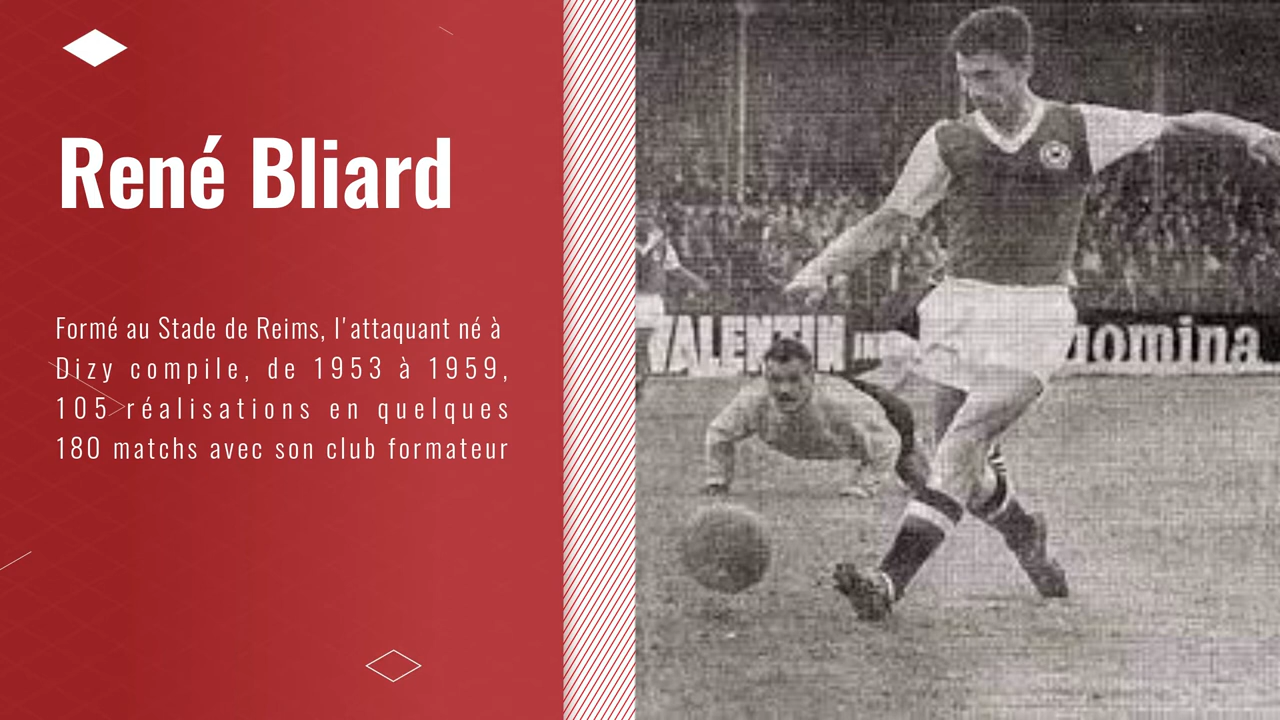 René Bliard
Formé au Stade de Reims, l'attaquant né à
Dizy compile, de 1953 à 1959,
105 réalisations en quelques
180 matchs avec son club formateur
VALENTIN